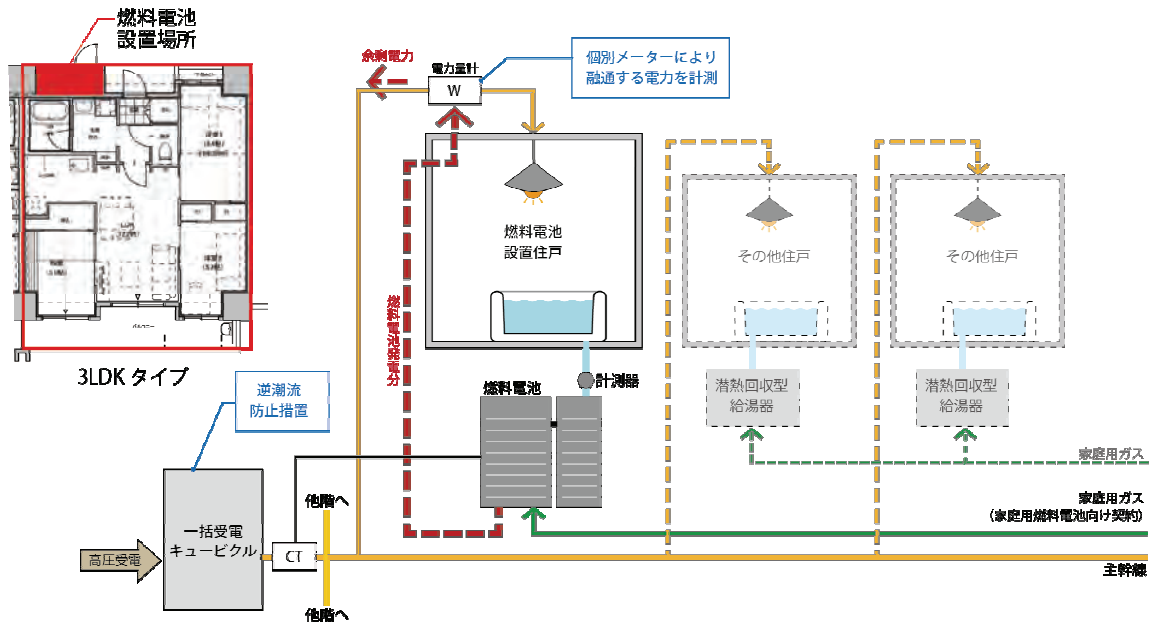 燃料電池
設置場所
3LDK タイプ
余剰電力
電力量計
W
個別メーターにより
融通する電力を計測
燃料電池
設置住戸
その他住戸
その他住戸
燃料電池発電分
燃料電池
計測器
潜熱回収型
給湯器
潜熱回収型
給湯器
逆潮流
防止措置
家庭用ガス
家庭用ガス
(家庭用燃料電池向け契約)
他階へ
一括受電
キュービクル
高圧受電
CT
主幹線
他階へ
バルコニー